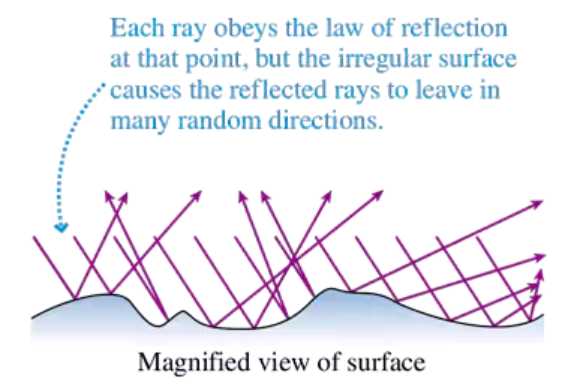 Each ray obeys the law of reflection
at that point, but the irregular surface
causes the reflected rays to leave in
many random directions.
Magnified view of surface